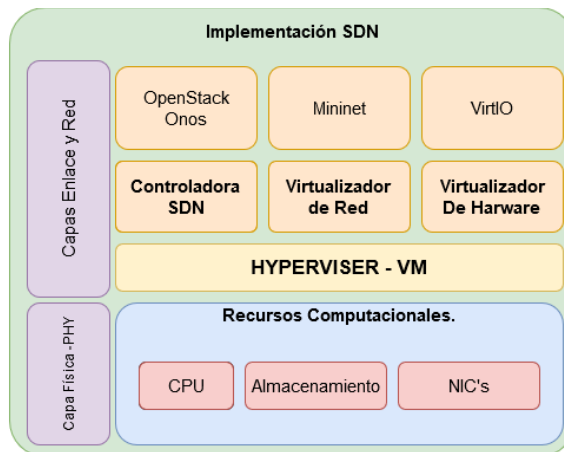 Implementación SDN
Capas Enlace y Red
OpenStack
Onos
Mininet
VirtIO
Controladora
SDN
Virtualizador
de Red
Virtualizador
De Harware
HYPERVISER - VM
Capa Física -PHY
Recursos Computacionales.
CPU
Almacenamiento
NIC's